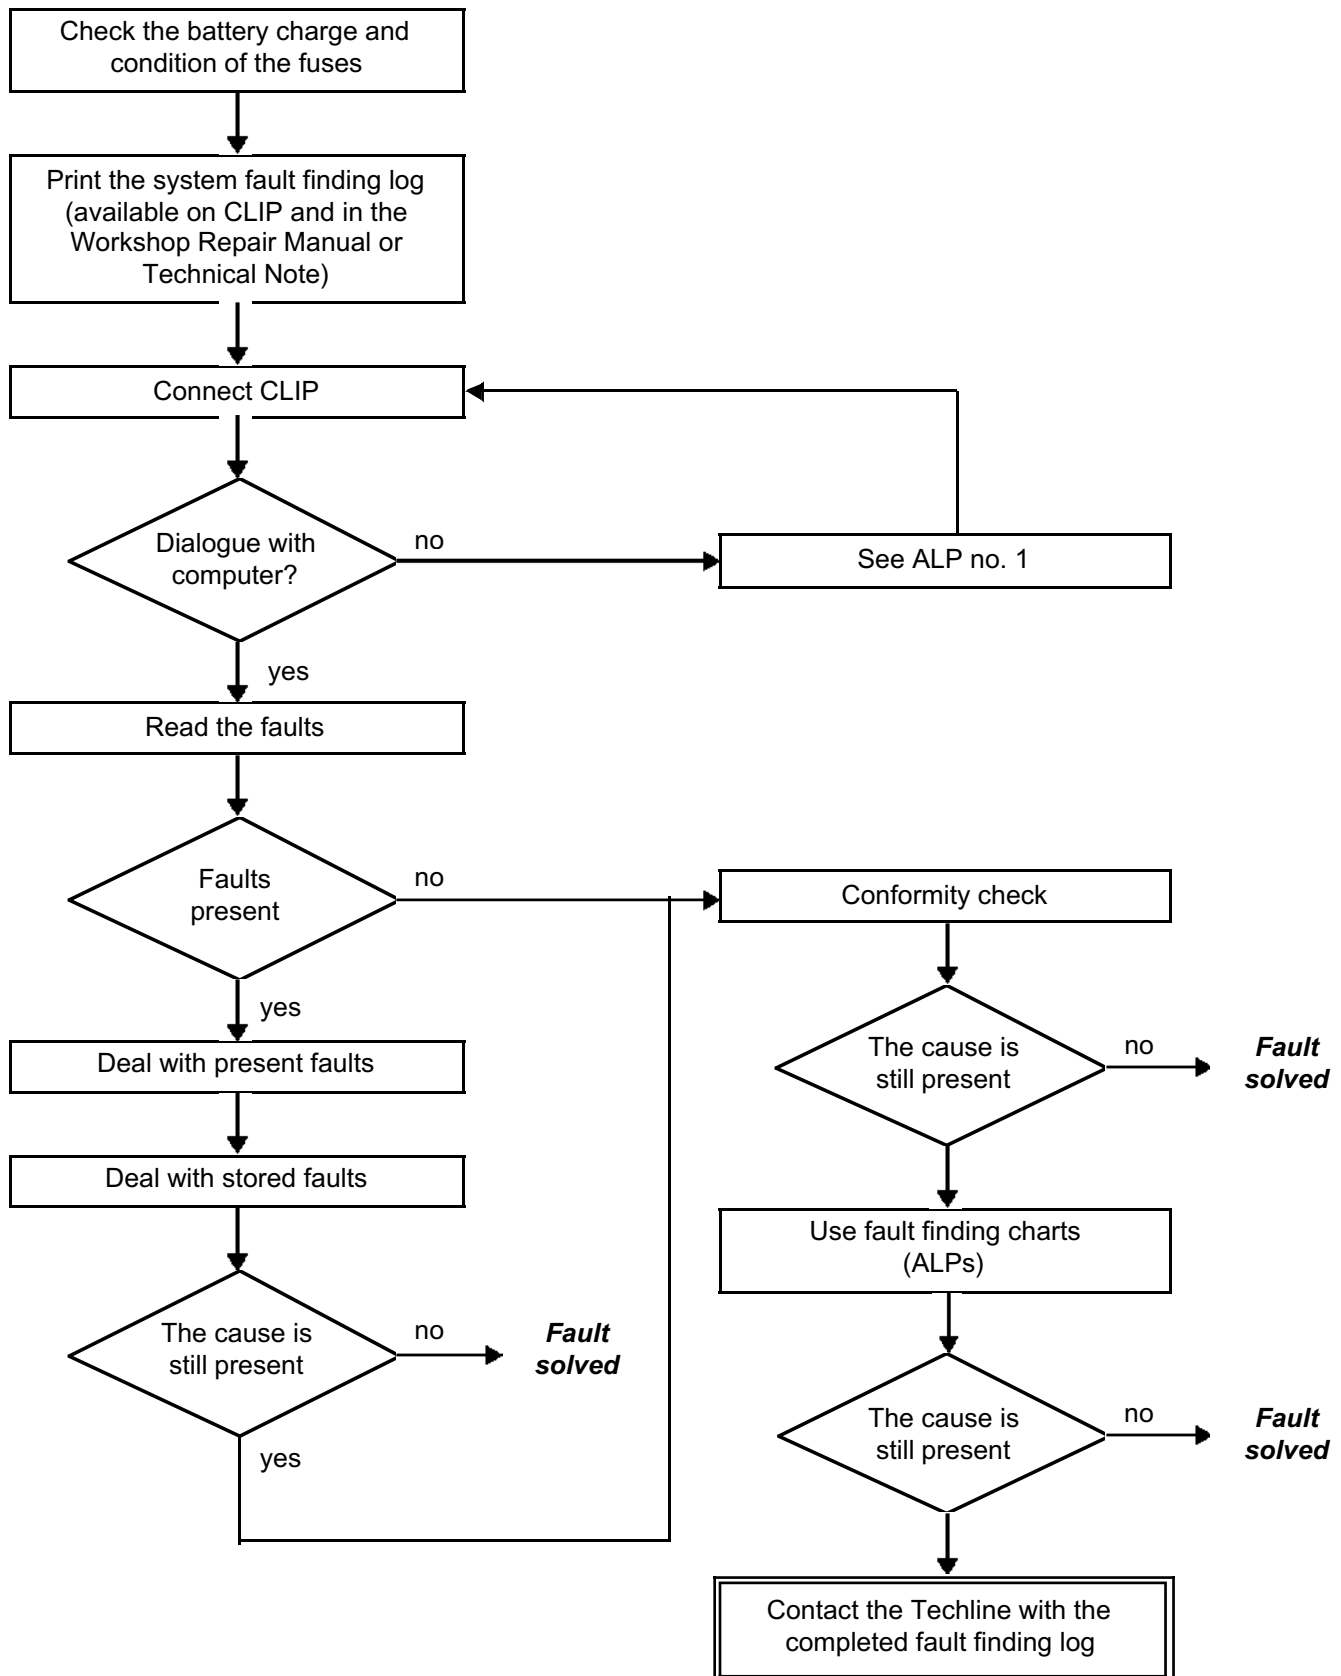 Check the battery charge and
condition of the fuses
Print the system fault finding log
(available on CLIP and in the
Workshop Repair Manual or
Technical Note)
Connect CLIP
Dialogue with
computer?
no
See ALP no. 1
yes
Read the faults
Faults
present
no
Conformity check
yes
Deal with present faults
The cause is
still present
no
Fault
solved
Deal with stored faults
Use fault finding charts
(ALPs)
The cause is
still present
no
Fault
solved
yes
The cause is
still present
no
Fault
solved
Contact the Techline with the
completed fault finding log